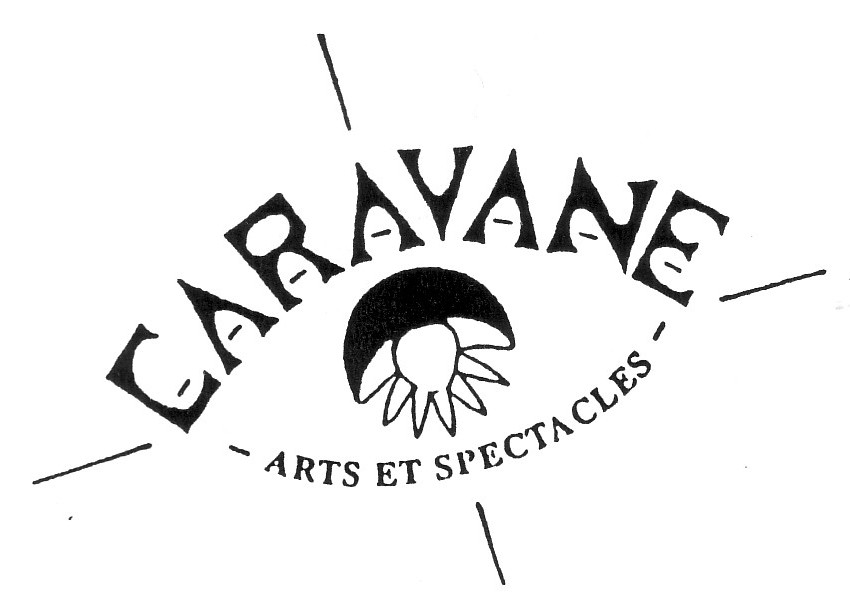 CARAVANE
- ARTS ET SPECTACLES -